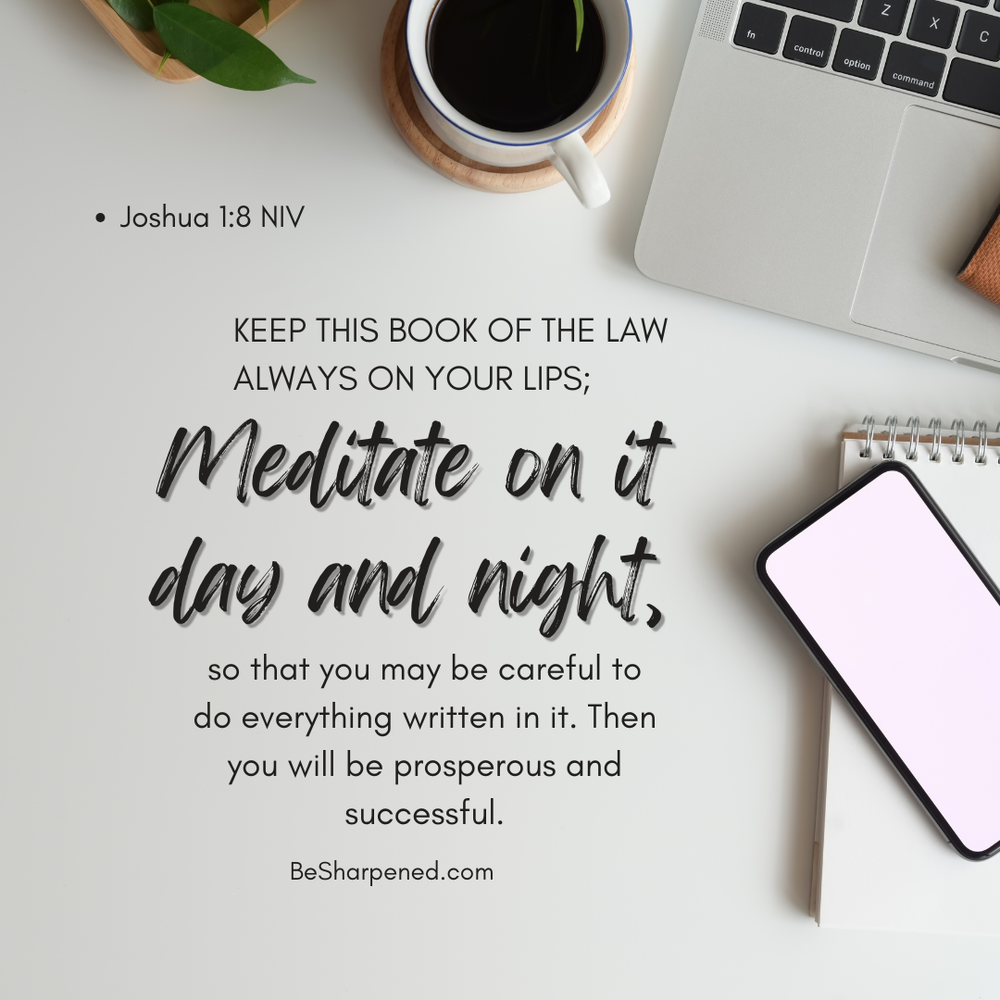 Z X C
fn control option command
• Joshua 1:8 NIV
KEEP THIS BOOK OF THE LAW
ALWAYS ON YOUR LIPS;
Meditate on it
day and night,
so that you may be careful to
do everything written in it. Then
you will be prosperous and
successful.
BeSharpened.com